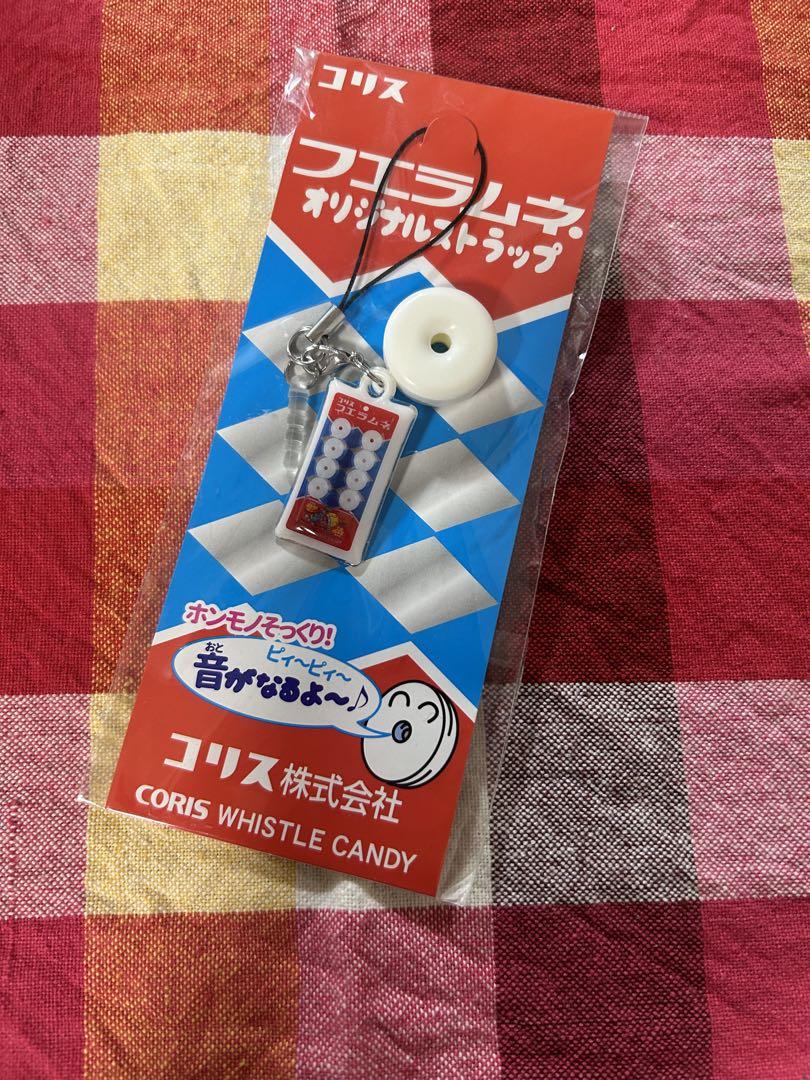 コリス
フエラムネ
オリジナルストラップ
コリス
フエラムネ
ホンモノそっくり!
ピィ〜ピィ〜
おと
音がなるよ〜♪
コリス株式会社
CORIS WHISTLE CANDY